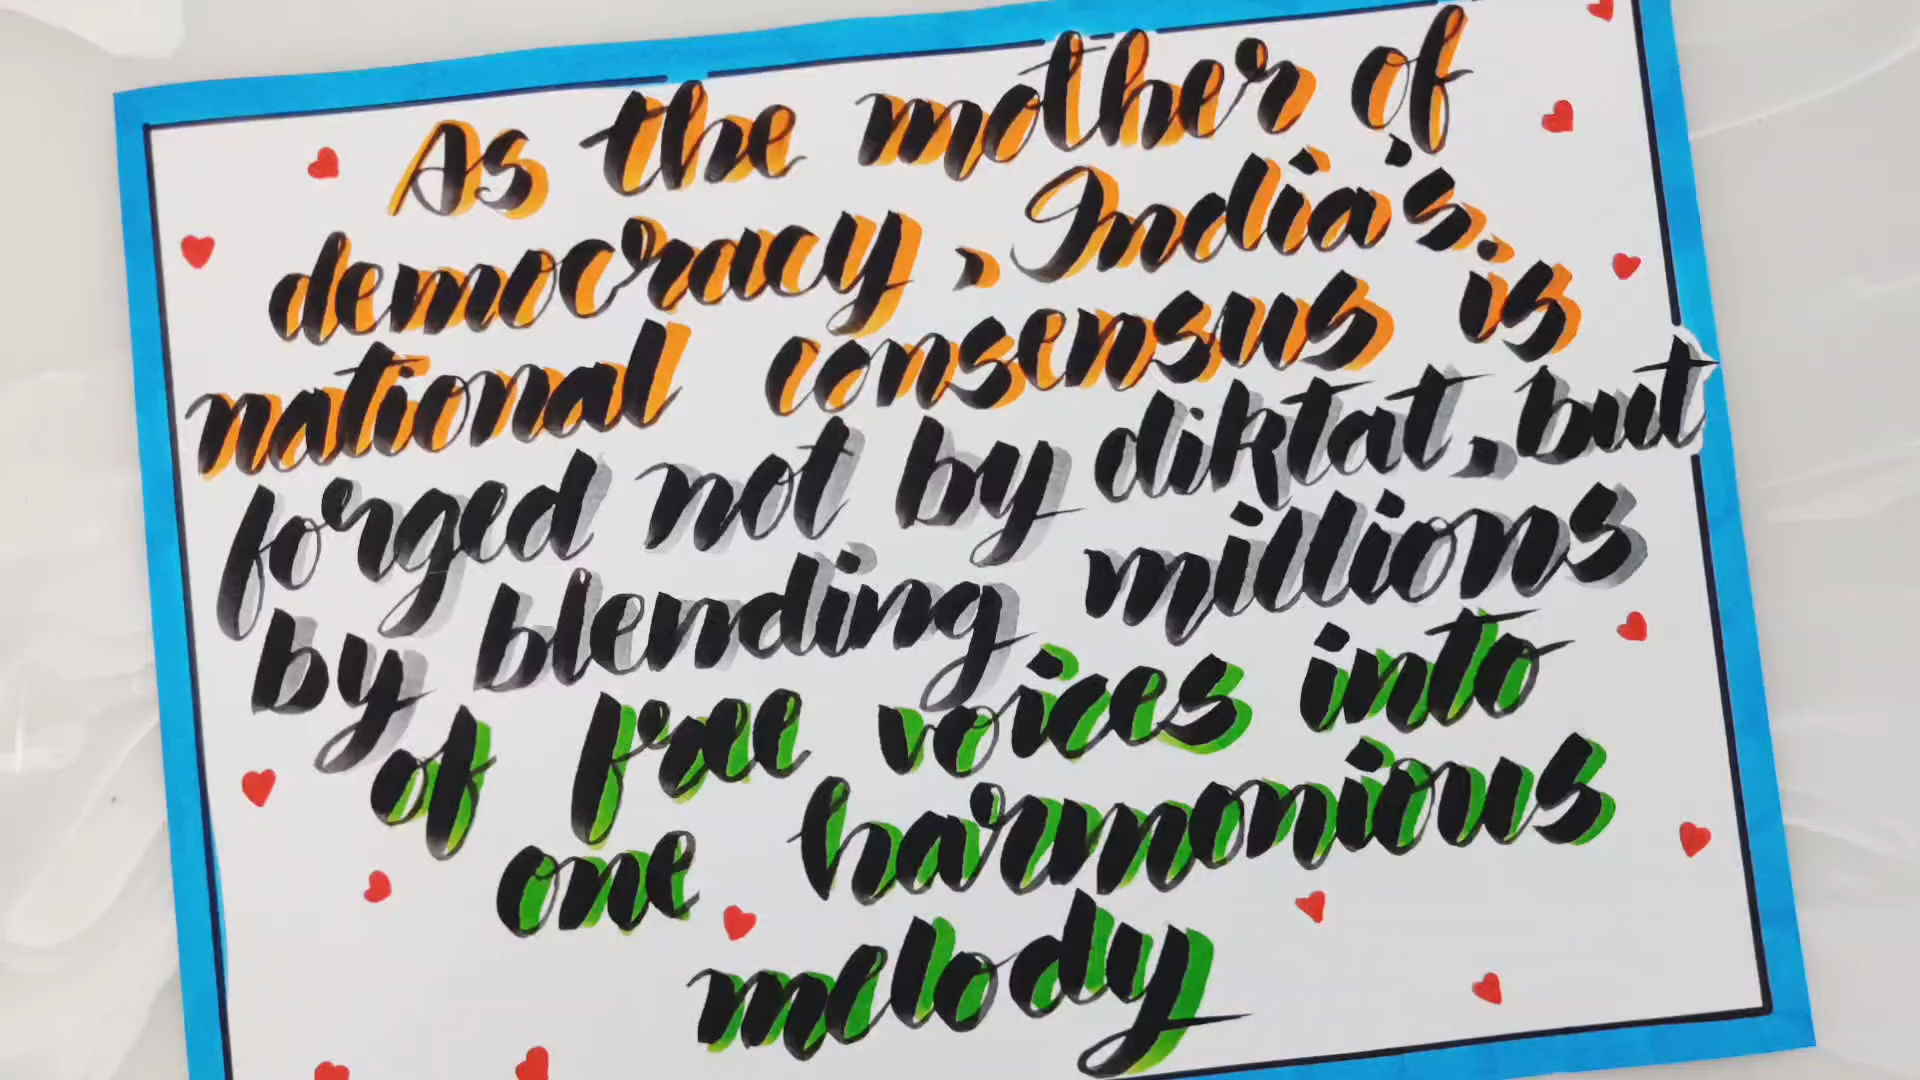 As the mother of
democracy, India's.
national consensus is
forged not by diktat, but
by blending millions
of free voices into
one harmonious
melody